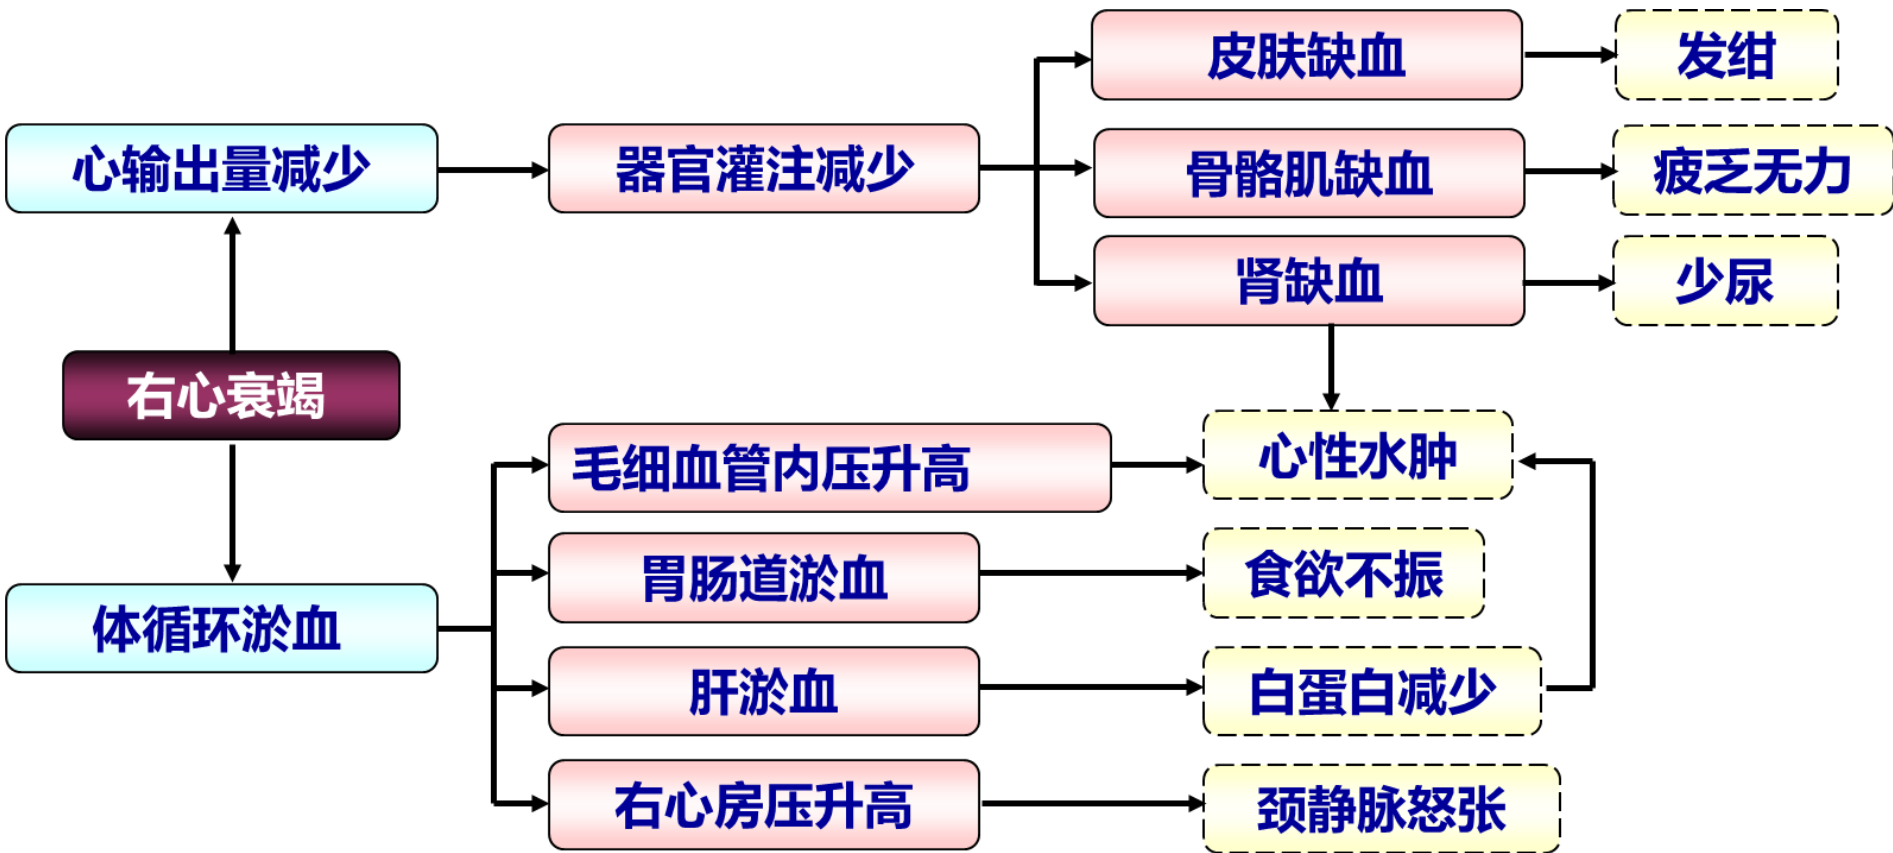 皮肤缺血
发绀
心输出量减少
器官灌注减少
骨骼肌缺血
疲乏无力
肾缺血
少尿
右心衰竭
毛细血管内压升高
心性水肿
胃肠道淤血
食欲不振
体循环淤血
肝淤血
白蛋白减少
右心房压升高
颈静脉怒张